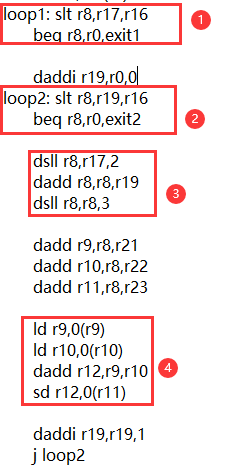 loop1: slt r8,r17,r16
beq r8,r0,exit1
1
daddi r19,r0,0
loop2: slt r8,r19,r16
beq r8,r0,exit2
2
dsll r8,r17,2
dadd r8,r8,r19
dsll r8,r8,3
3
dadd r9,r8,r21
dadd r10,r8,r22
dadd r11,r8,r23
ld r9,0(r9)
ld r10,0(r10)
dadd r12,r9,r10
sd r12,0(r11)
4
daddi r19,r19,1
j loop2